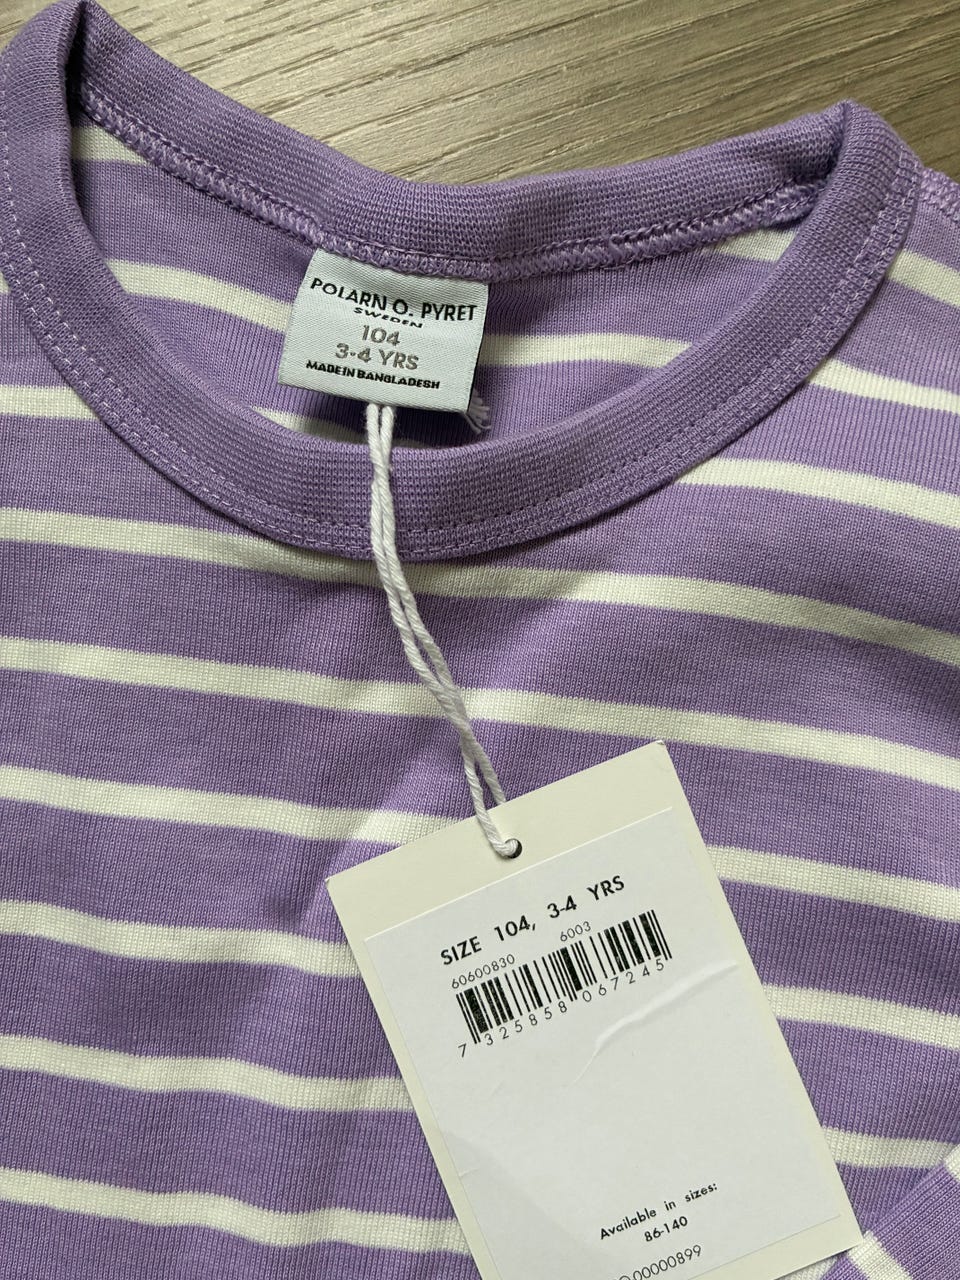 POLARN O. PYRET
SWEDEN
104
3-4 YRS
MADE IN BANGLADESH
SIZE 104, 3-4 YRS
60600830 6003
7 325858 067245
Available in sizes:
86-140
00000899